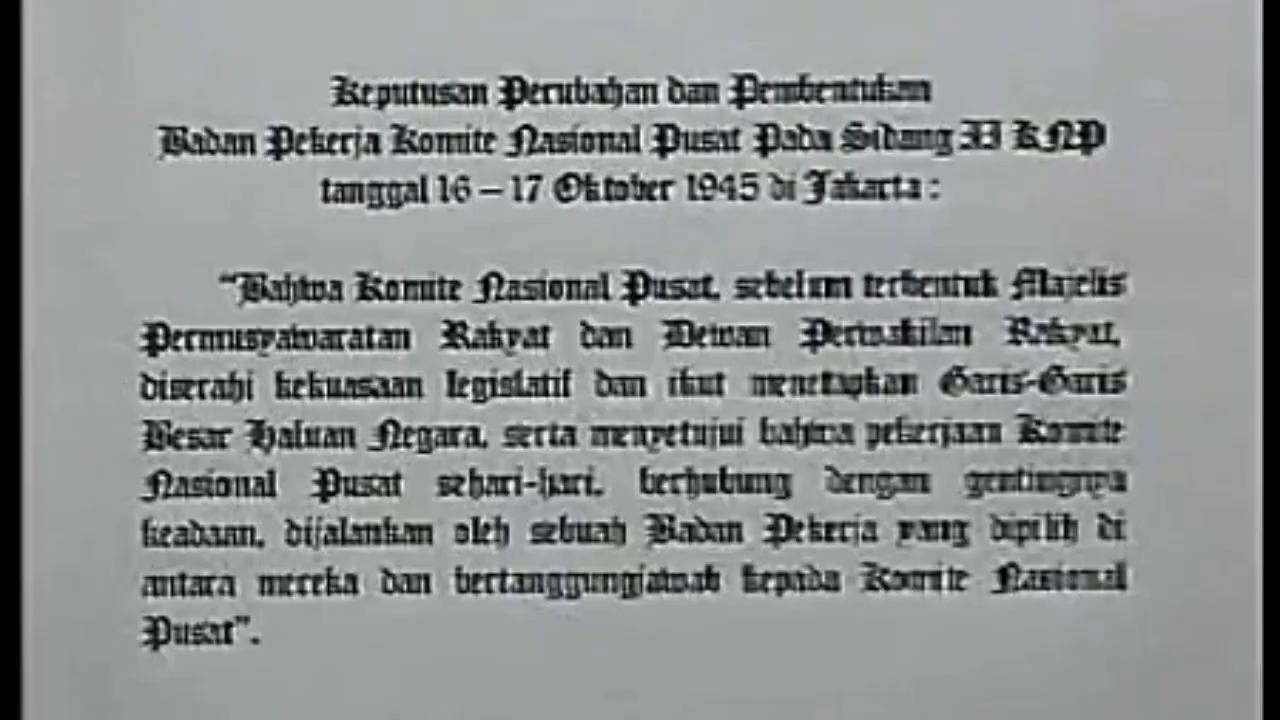 Keputusan Perubahan dan Pembentukan
Badan Pekerja Komite Nasional Pusat Pada Sidang II KNP
tanggal 16 – 17 Oktober 1945 di Jakarta :
“Bahwa Komite Nasional Pusat, sebelum terbentuk Majelis
Permusyawaratan Rakyat dan Dewan Perwakilan Rakyat,
diserahi kekuasaan legislatif dan ikut menetapkan Garis-Garis
Besar Haluan Negara, serta menyetujui bahwa pekerjaan Komite
Nasional Pusat sehari-hari, berhubung dengan gentingnya
keadaan, dijalankan oleh sebuah Badan Pekerja yang dipilih di
antara mereka dan bertanggungjawab kepada Komite Nasional
Pusat”.